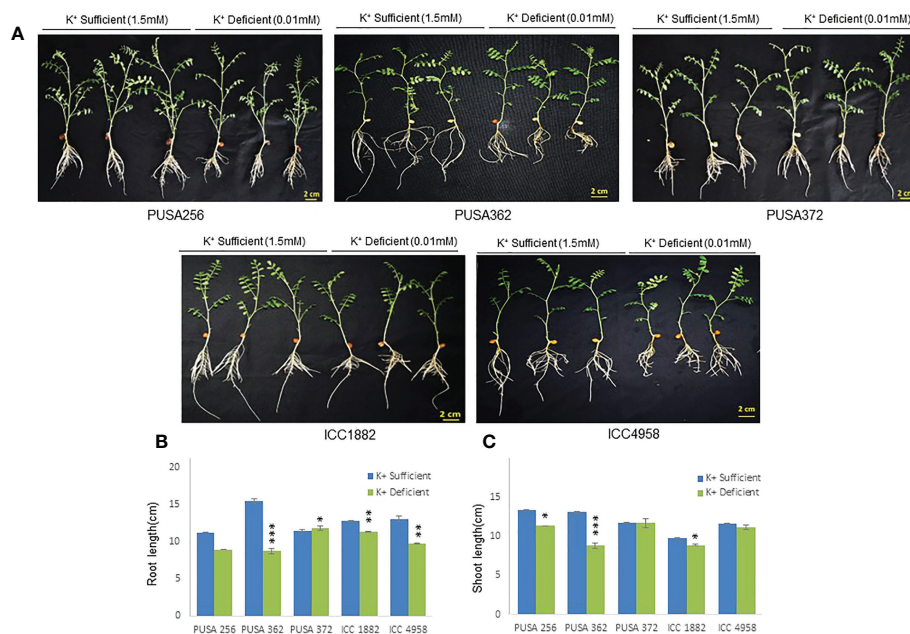 K+ Sufficient (1.5mM) K+ Deficient (0.01mM) K+ Sufficient (1.5mM) K+ Deficient (0.01mM) K+ Sufficient (1.5mM) K+ Deficient (0.01mM)
A
2 cm 2 cm 2 cm
PUSA256 PUSA362 PUSA372
K+ Sufficient (1.5mM) K+ Deficient (0.01mM) K+ Sufficient (1.5mM) K+ Deficient (0.01mM)
2 cm 2 cm
ICC1882 ICC4958
B
Root length(cm)
20
15
10
5
0
K+ Sufficient
K+ Deficient
*** * ** **
PUSA 256 PUSA 362 PUSA 372 ICC 1882 ICC 4958
C
Shoot length(cm)
20
15
10
5
0
K+ Sufficient
K+ Deficient
* *** *
PUSA 256 PUSA 362 PUSA 372 ICC 1882 ICC 4958